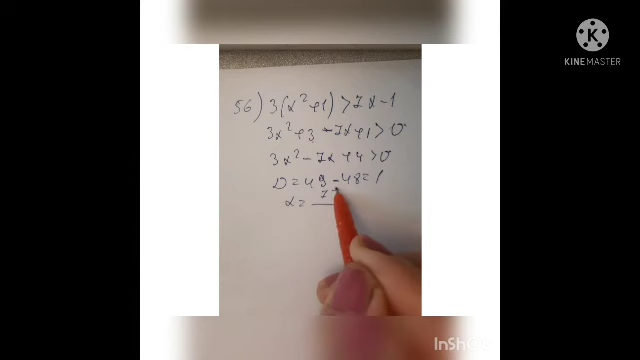 K
KINEMASTER
56) 3(x²+1) > 7x-1
3x²+3-7x+1>0
3x²-7x+4>0
D=49-48=1
x= 7
InShO